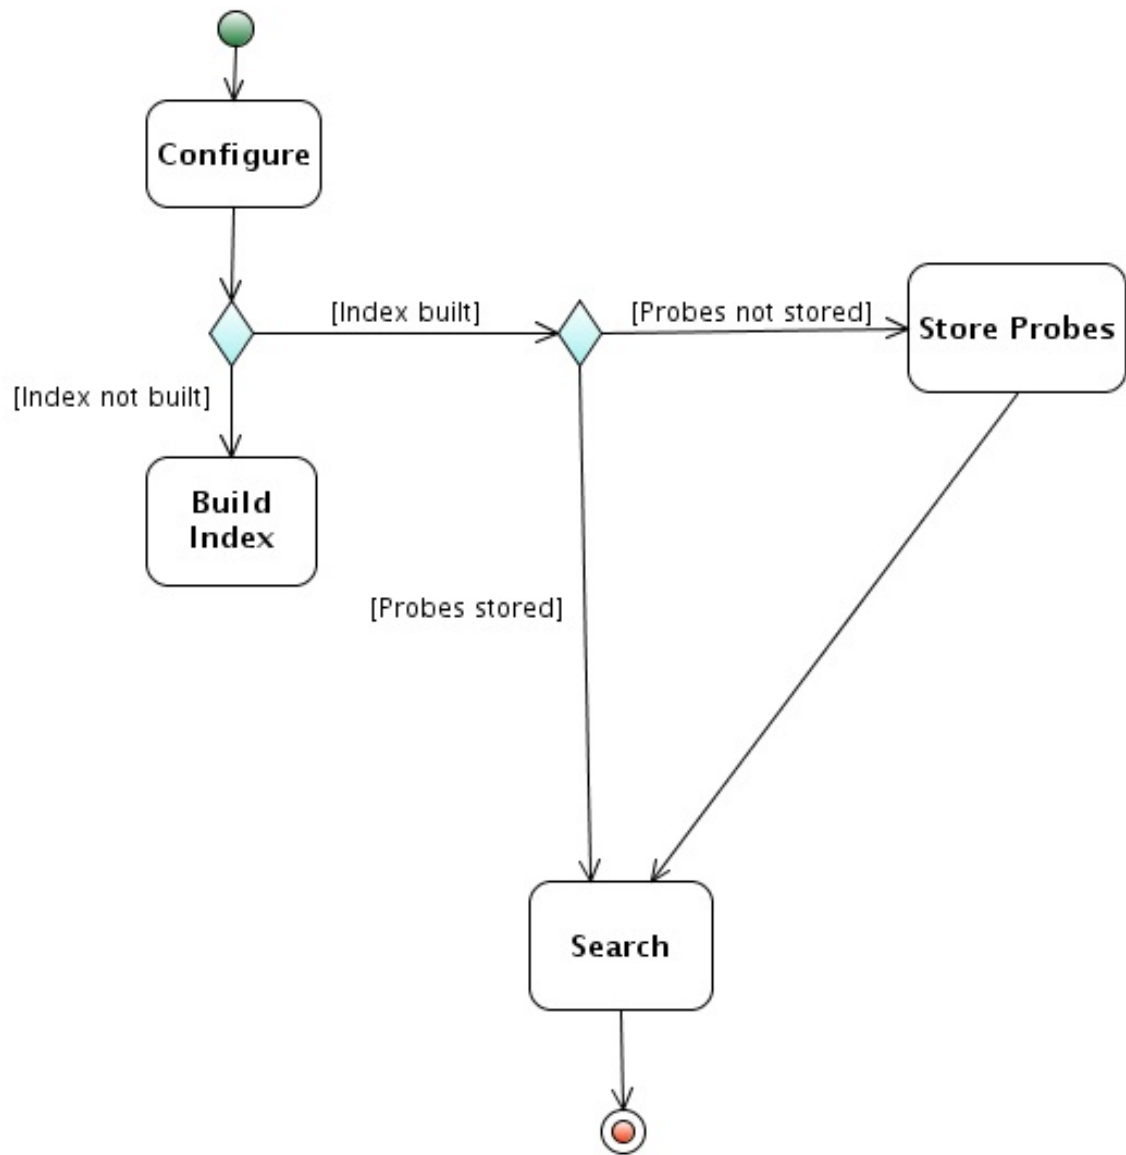 Configure
[Index built]
[Probes not stored]
Store Probes
[Index not built]
Build
Index
[Probes stored]
Search